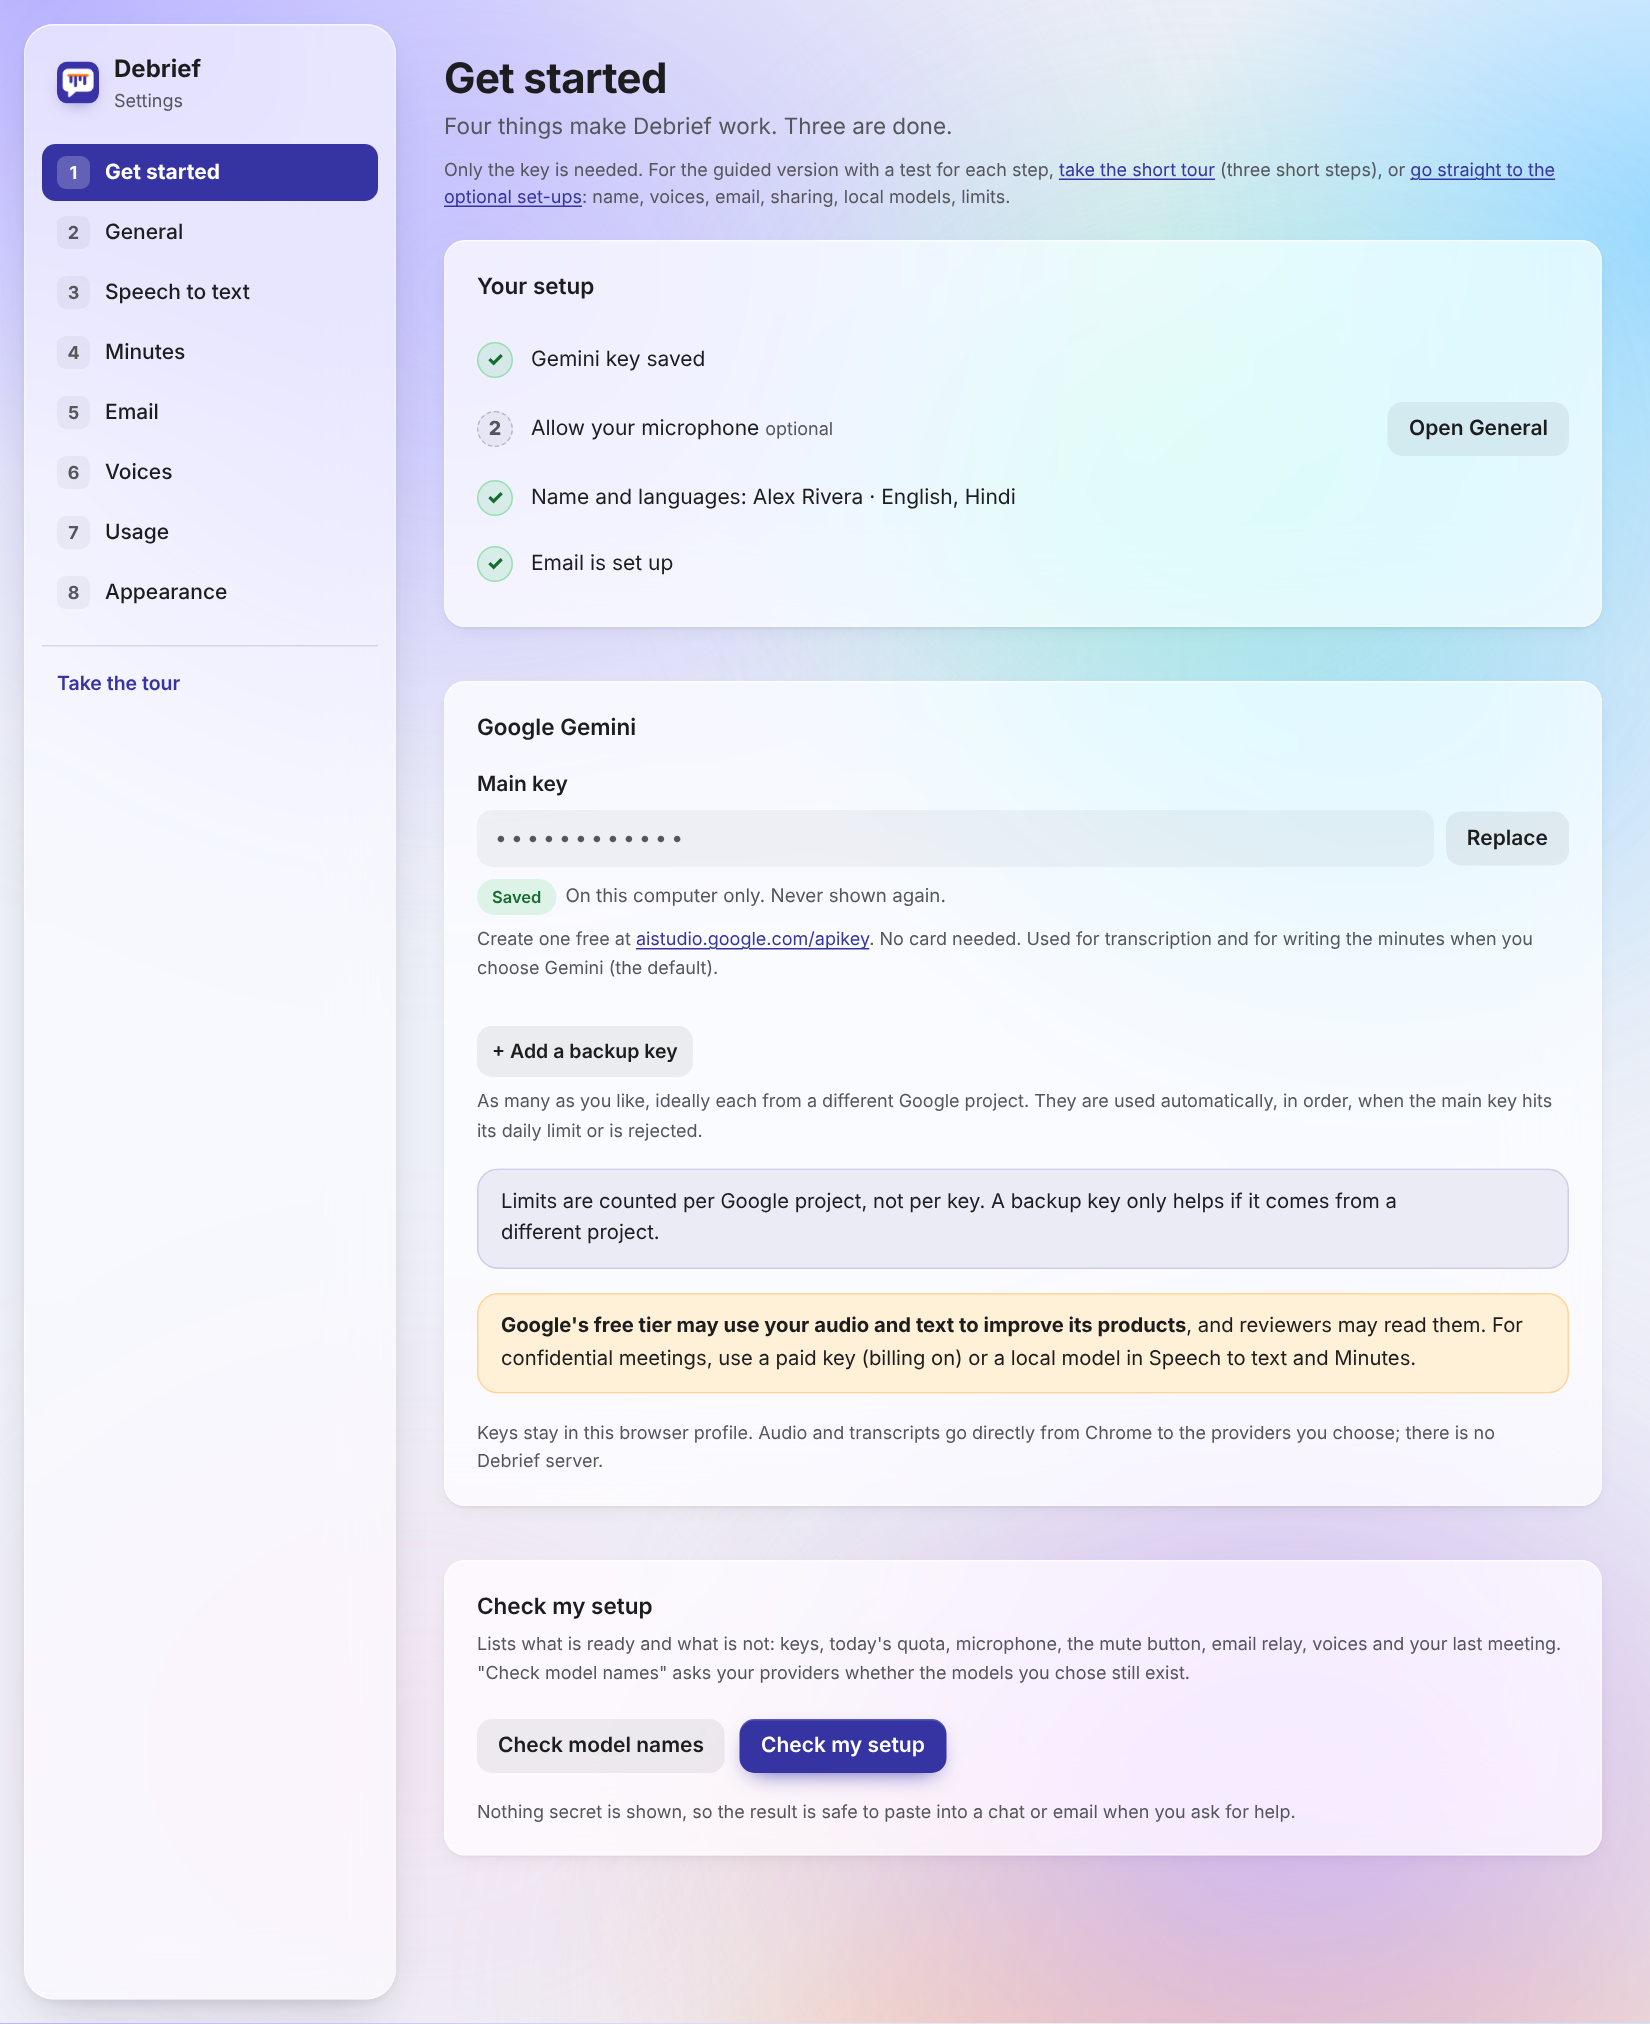 Debrief
Settings
1 Get started
2 General
3 Speech to text
4 Minutes
5 Email
6 Voices
7 Usage
8 Appearance
Take the tour
Get started
Four things make Debrief work. Three are done.
Only the key is needed. For the guided version with a test for each step, take the short tour (three short steps), or go straight to the
optional set-ups: name, voices, email, sharing, local models, limits.
Your setup
Gemini key saved
2 Allow your microphone optional Open General
Name and languages: Alex Rivera · English, Hindi
Email is set up
Google Gemini
Main key
•••••••••••• Replace
Saved On this computer only. Never shown again.
Create one free at aistudio.google.com/apikey. No card needed. Used for transcription and for writing the minutes when you
choose Gemini (the default).
+ Add a backup key
As many as you like, ideally each from a different Google project. They are used automatically, in order, when the main key hits
its daily limit or is rejected.
Limits are counted per Google project, not per key. A backup key only helps if it comes from a
different project.
Google's free tier may use your audio and text to improve its products, and reviewers may read them. For
confidential meetings, use a paid key (billing on) or a local model in Speech to text and Minutes.
Keys stay in this browser profile. Audio and transcripts go directly from Chrome to the providers you choose; there is no
Debrief server.
Check my setup
Lists what is ready and what is not: keys, today's quota, microphone, the mute button, email relay, voices and your last meeting.
"Check model names" asks your providers whether the models you chose still exist.
Check model names Check my setup
Nothing secret is shown, so the result is safe to paste into a chat or email when you ask for help.